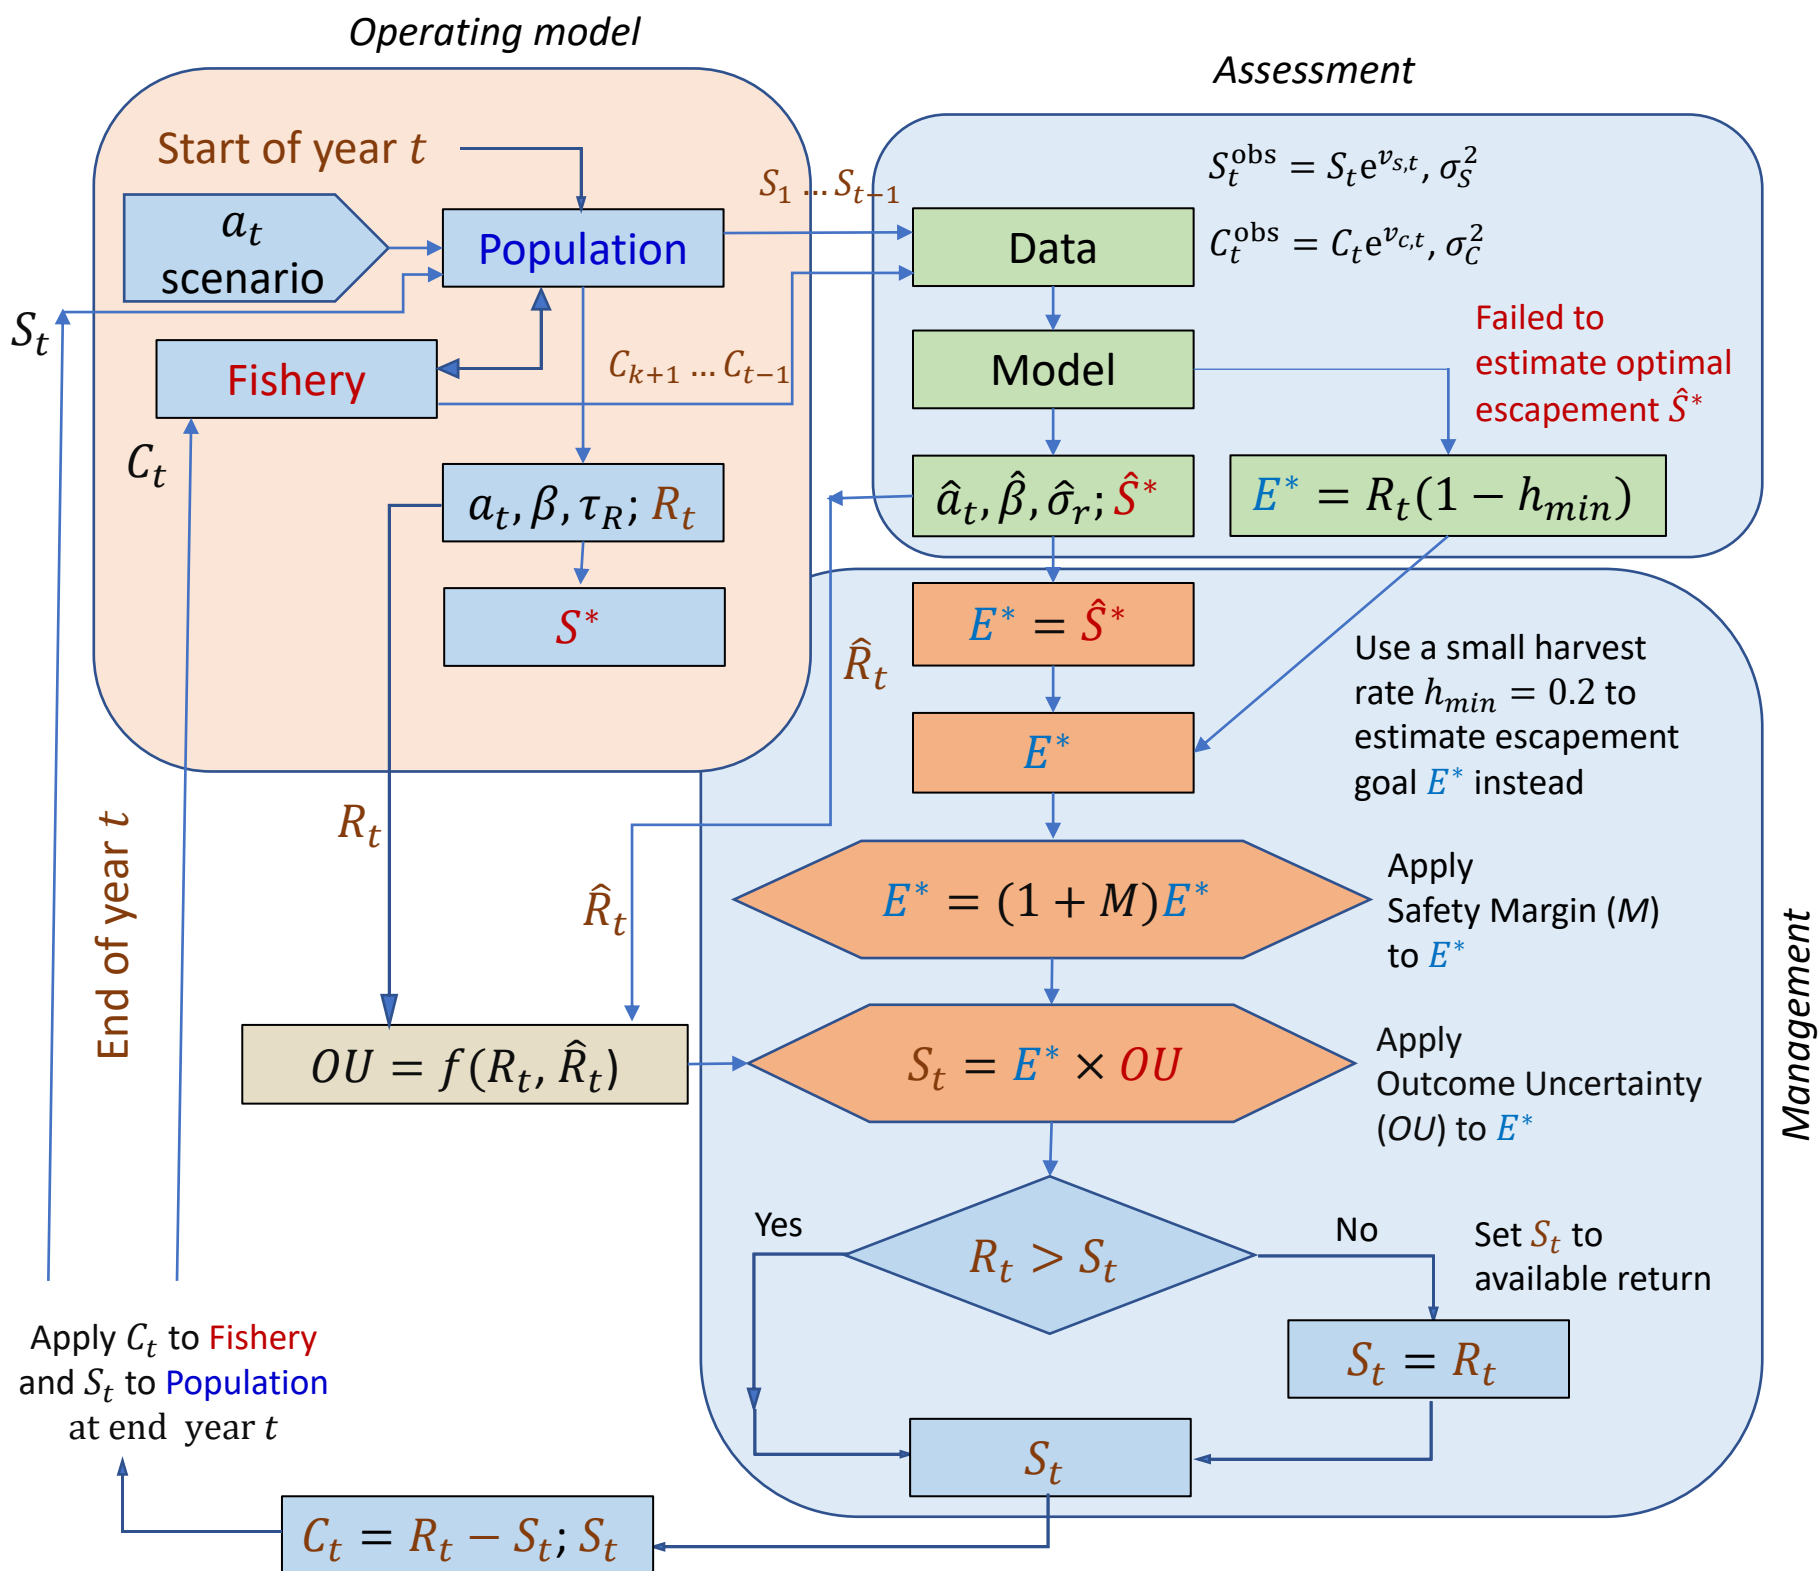 Operating model
Start of year t
a_t
scenario
Population
S_t
Fishery
C_t
S_1 … S_{t−1}
C_{k+1} … C_{t−1}
a_t, β, τ_R; R_t
S*
R_t
End of year t
Assessment
S_t^obs = S_t e^{v_{s,t}}, σ_S^2
Data
C_t^obs = C_t e^{v_{c,t}}, σ_C^2
Model
Failed to
estimate optimal
escapement Ŝ*
â_t, β̂, σ̂_r; Ŝ*
E* = R_t(1 − h_min)
R̂_t
R̂_t
Management
E* = Ŝ*
E*
Use a small harvest
rate h_min = 0.2 to
estimate escapement
goal E* instead
E* = (1 + M)E*
Apply
Safety Margin (M)
to E*
OU = f(R_t, R̂_t)
S_t = E* × OU
Apply
Outcome Uncertainty
(OU) to E*
Yes
R_t > S_t
No
Set S_t to
available return
S_t = R_t
S_t
C_t = R_t − S_t; S_t
Apply C_t to Fishery
and S_t to Population
at end year t